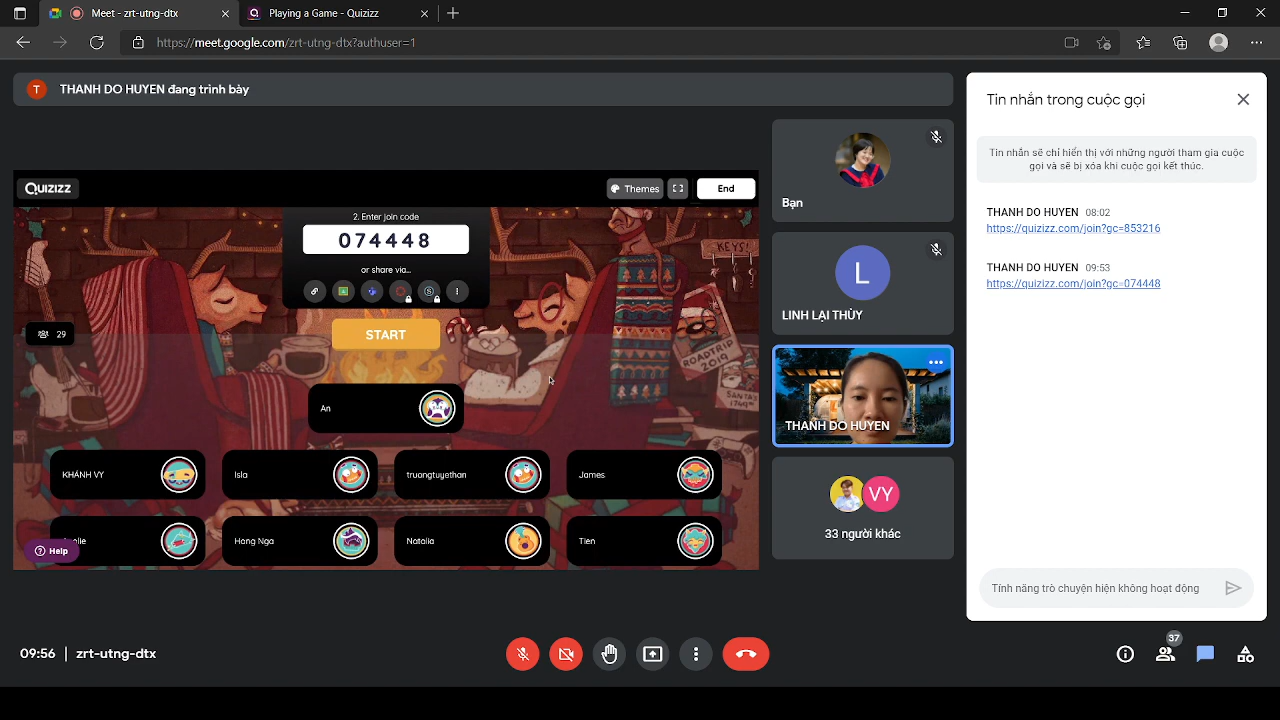 Meet - zrt-utng-dtx
Playing a Game - Quizizz
https://meet.google.com/zrt-utng-dtx?authuser=1
T
THANH DO HUYEN đang trình bày
Quizizz
Themes
End
2. Enter join code
074448
or share via...
29
START
KEYS!
ROADTRIP
2019
SANTA'S
An
KHÁNH VY
Isla
truongtuyethan
James
Hang Nga
Natalia
Tien
Help
Bạn
L
LINH LẠI THÙY
THANH DO HUYEN
VY
33 người khác
Tin nhắn trong cuộc gọi
Tin nhắn sẽ chỉ hiển thị với những người tham gia cuộc
gọi và sẽ bị xóa khi cuộc gọi kết thúc.
THANH DO HUYEN 08:02
https://quizizz.com/join?gc=853216
THANH DO HUYEN 09:53
https://quizizz.com/join?gc=074448
Tính năng trò chuyện hiện không hoạt động
09:56 | zrt-utng-dtx
37